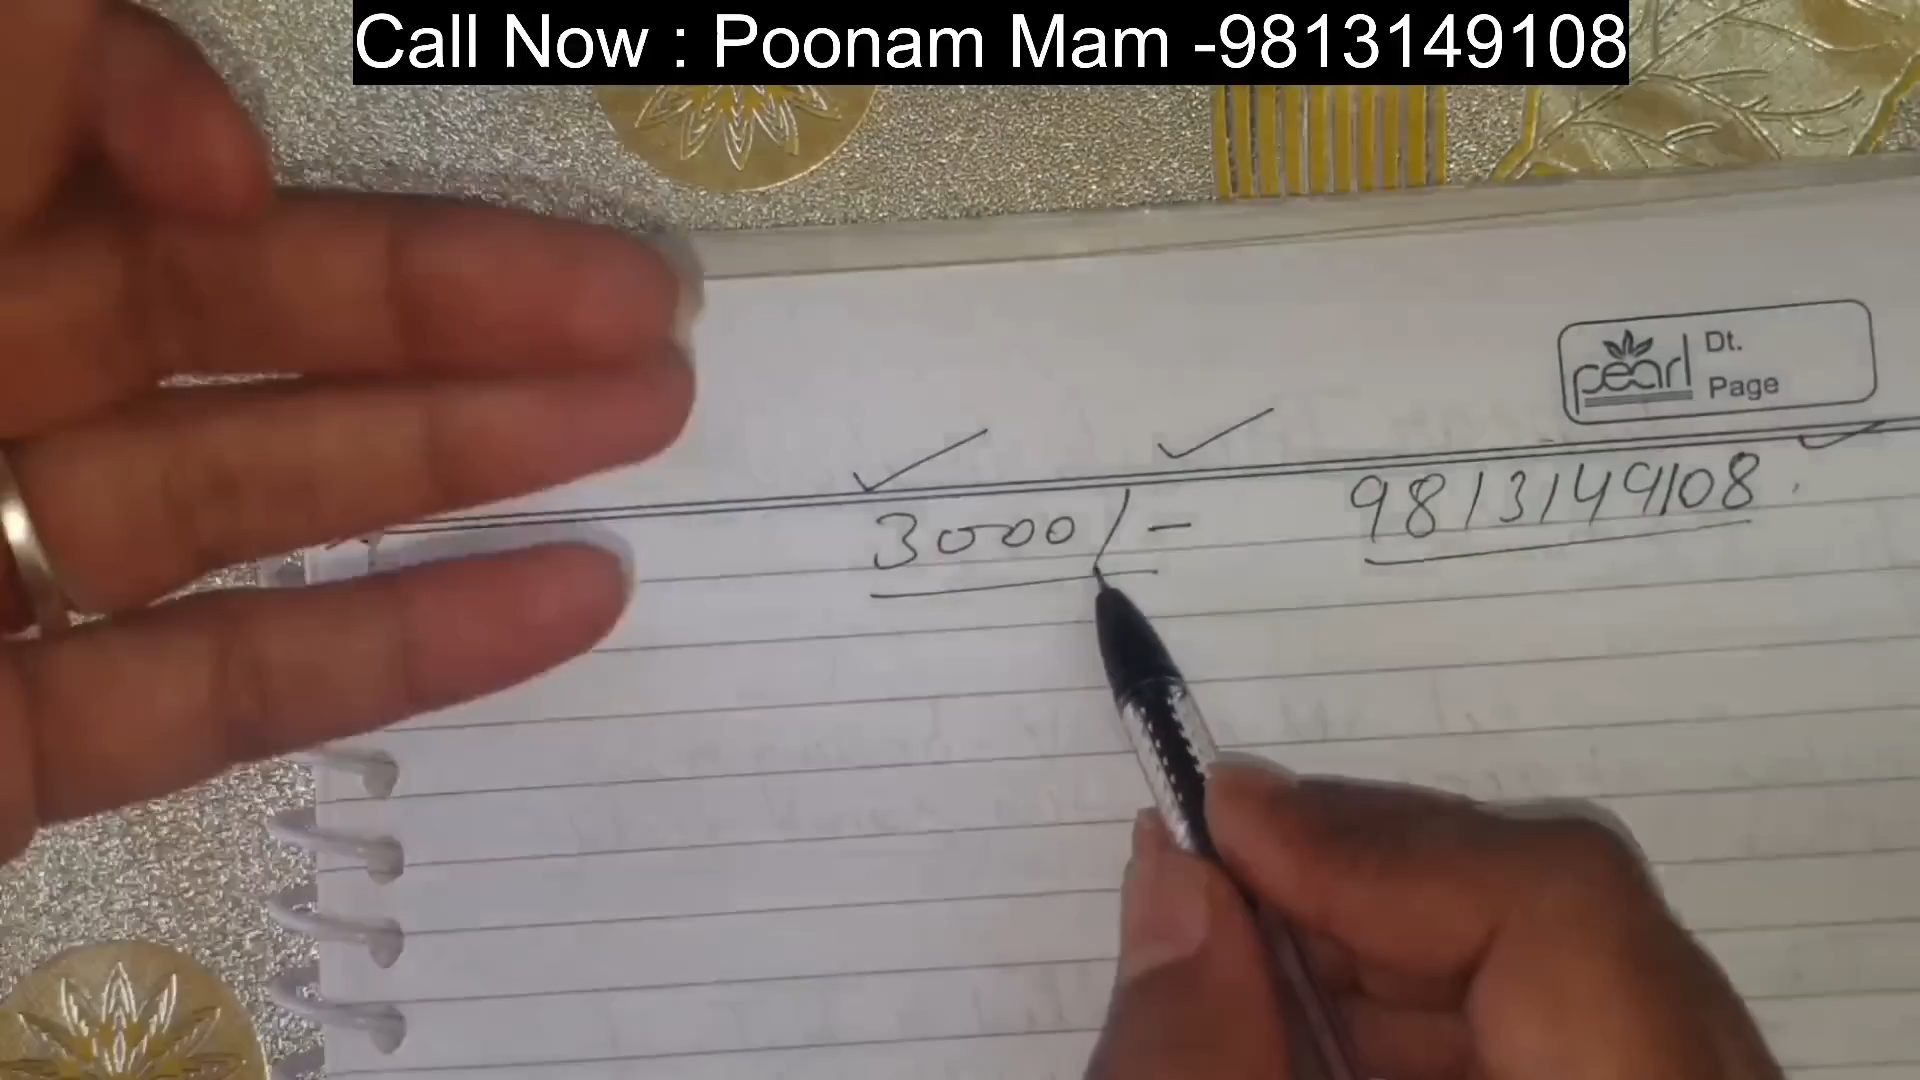 Call Now : Poonam Mam -9813149108
pearl
Dt.
Page
3000/- 9813149108.